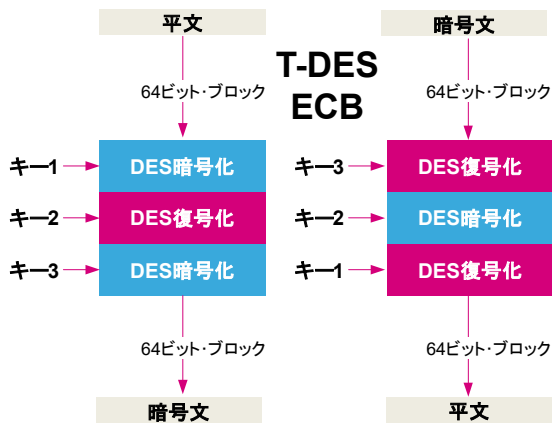 平文
64ビット・ブロック
キー1
DES暗号化
キー2
DES復号化
キー3
DES暗号化
64ビット・ブロック
暗号文
T-DES
ECB
暗号文
64ビット・ブロック
キー3
DES復号化
キー2
DES暗号化
キー1
DES復号化
64ビット・ブロック
平文